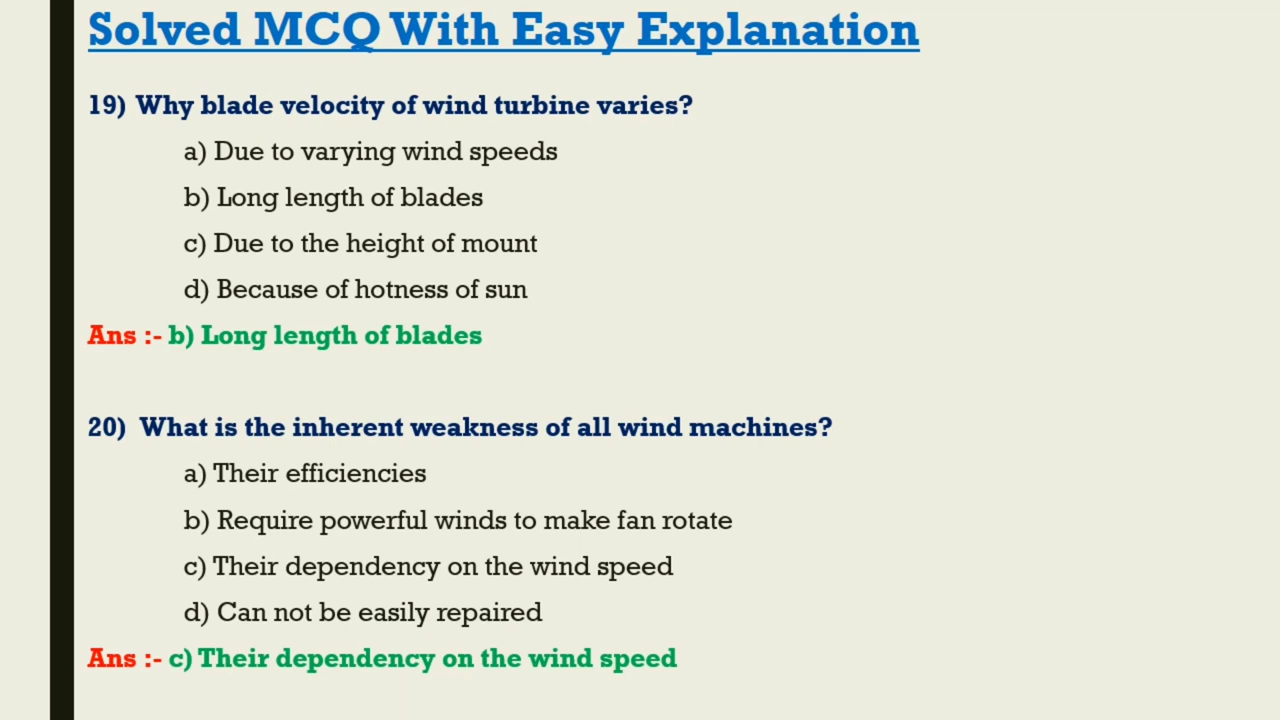 Solved MCQ With Easy Explanation
19) Why blade velocity of wind turbine varies?
a) Due to varying wind speeds
b) Long length of blades
c) Due to the height of mount
d) Because of hotness of sun
Ans :- b) Long length of blades
20) What is the inherent weakness of all wind machines?
a) Their efficiencies
b) Require powerful winds to make fan rotate
c) Their dependency on the wind speed
d) Can not be easily repaired
Ans :- c) Their dependency on the wind speed